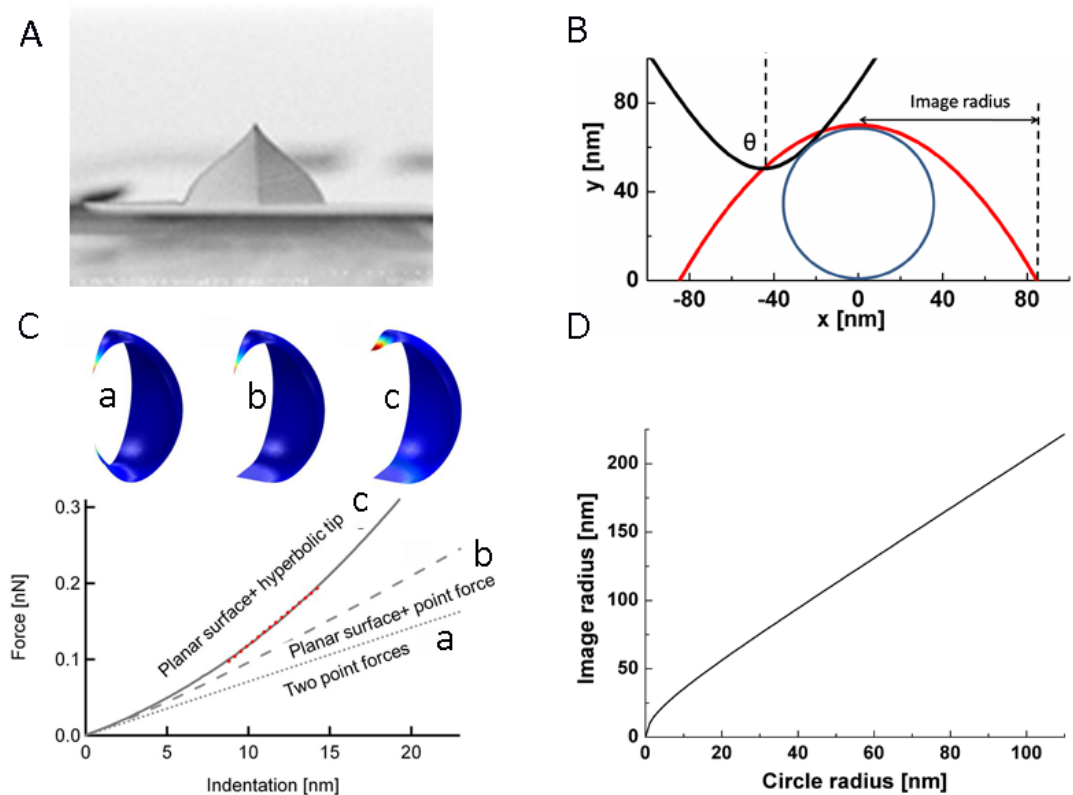 A
B
80
40
0
y [nm]
θ
Image radius
-80
-40
0
40
80
x [nm]
C
a
b
c
0.3
0.2
0.1
0.0
Force [nN]
Planar surface+ hyperbolic tip
c
b
Planar surface+ point force
a
Two point forces
0
5
10
15
20
Indentation [nm]
D
200
150
100
50
0
Image radius [nm]
0
20
40
60
80
100
Circle radius [nm]